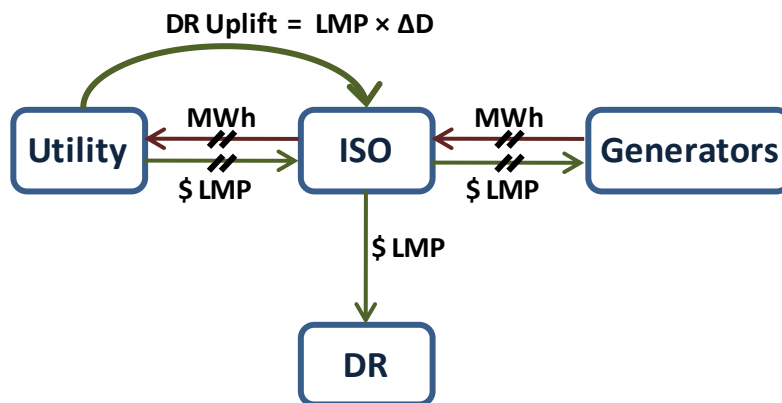 DR Uplift = LMP × ΔD
MWh
MWh
Utility
ISO
Generators
$ LMP
$ LMP
$ LMP
DR